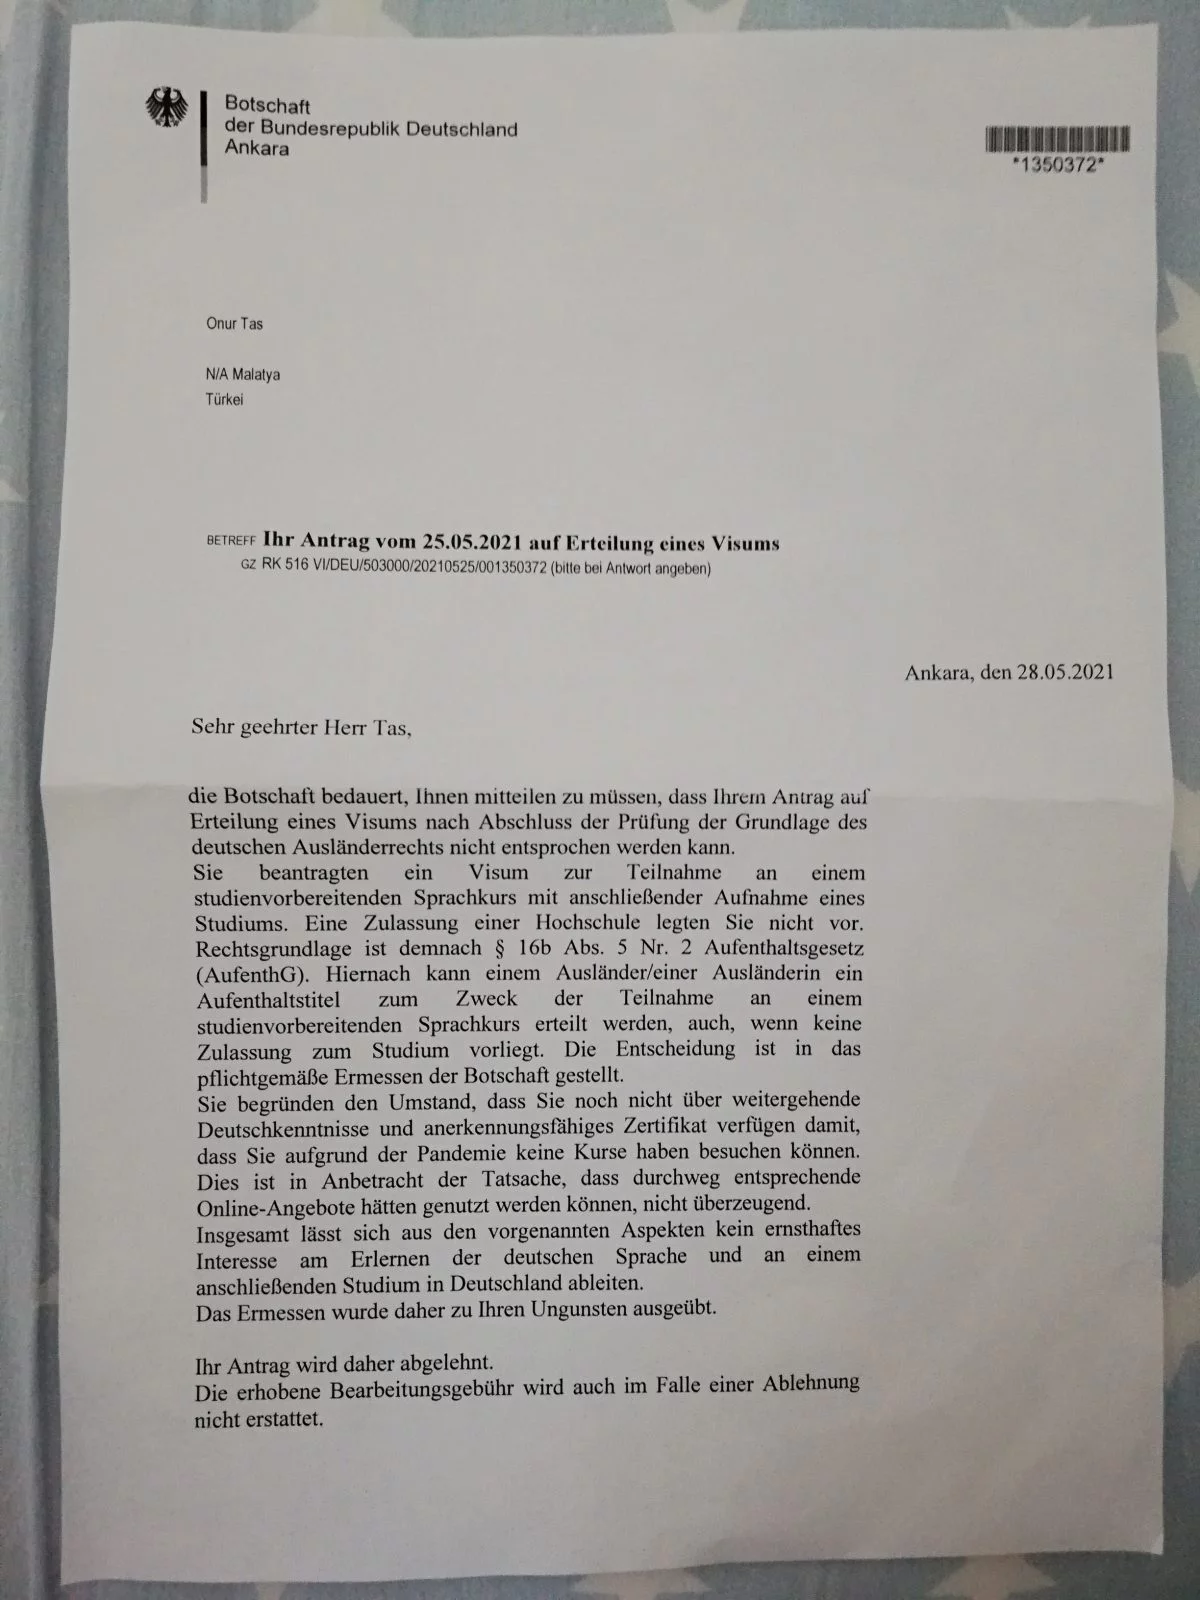 Botschaft
der Bundesrepublik Deutschland
Ankara
*1350372*
Onur Tas
N/A Malatya
Türkei
BETREFF Ihr Antrag vom 25.05.2021 auf Erteilung eines Visums
GZ RK 516 VI/DEU/503000/20210525/001350372 (bitte bei Antwort angeben)
Ankara, den 28.05.2021
Sehr geehrter Herr Tas,
die Botschaft bedauert, Ihnen mitteilen zu müssen, dass Ihrem Antrag auf
Erteilung eines Visums nach Abschluss der Prüfung der Grundlage des
deutschen Ausländerrechts nicht entsprochen werden kann.
Sie beantragten ein Visum zur Teilnahme an einem
studienvorbereitenden Sprachkurs mit anschließender Aufnahme eines
Studiums. Eine Zulassung einer Hochschule legten Sie nicht vor.
Rechtsgrundlage ist demnach § 16b Abs. 5 Nr. 2 Aufenthaltsgesetz
(AufenthG). Hiernach kann einem Ausländer/einer Ausländerin ein
Aufenthaltstitel zum Zweck der Teilnahme an einem
studienvorbereitenden Sprachkurs erteilt werden, auch, wenn keine
Zulassung zum Studium vorliegt. Die Entscheidung ist in das
pflichtgemäße Ermessen der Botschaft gestellt.
Sie begründen den Umstand, dass Sie noch nicht über weitergehende
Deutschkenntnisse und anerkennungsfähiges Zertifikat verfügen damit,
dass Sie aufgrund der Pandemie keine Kurse haben besuchen können.
Dies ist in Anbetracht der Tatsache, dass durchweg entsprechende
Online-Angebote hätten genutzt werden können, nicht überzeugend.
Insgesamt lässt sich aus den vorgenannten Aspekten kein ernsthaftes
Interesse am Erlernen der deutschen Sprache und an einem
anschließenden Studium in Deutschland ableiten.
Das Ermessen wurde daher zu Ihren Ungunsten ausgeübt.
Ihr Antrag wird daher abgelehnt.
Die erhobene Bearbeitungsgebühr wird auch im Falle einer Ablehnung
nicht erstattet.